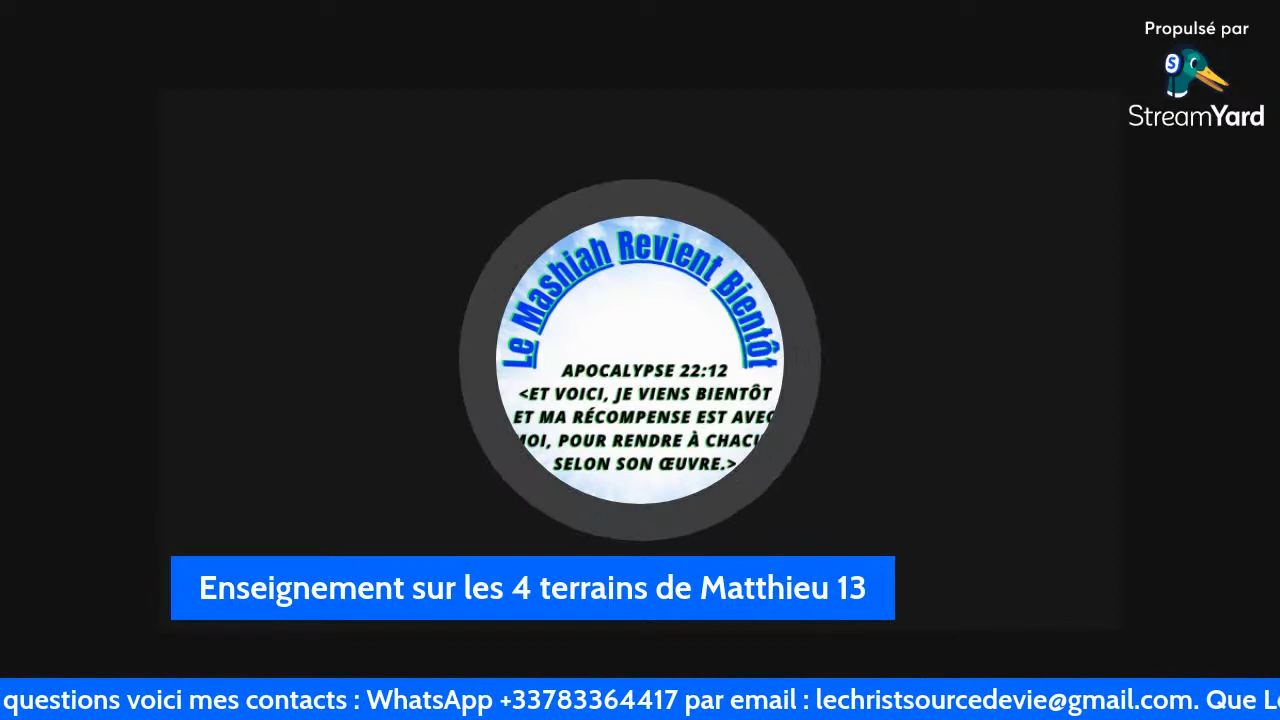 Propulsé par
StreamYard
Le Mashiah Revient Bientôt
APOCALYPSE 22:12
<ET VOICI, JE VIENS BIENTÔT
ET MA RÉCOMPENSE EST AVEC
MOI, POUR RENDRE À
SELON SON ŒUVRE.>
Enseignement sur les 4 terrains de Matthieu 13
questions voici mes contacts : WhatsApp +33783364417 par email : lechristsourcedevie@gmail.com. Que